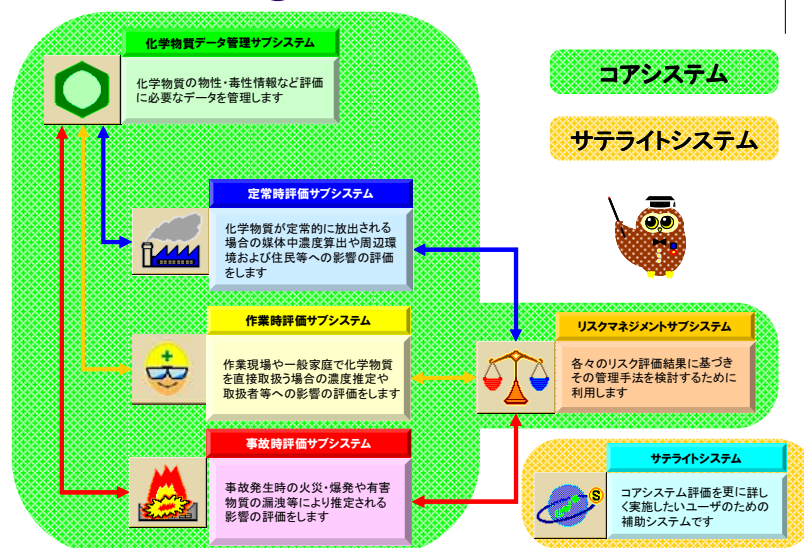 化学物質データ管理サブシステム
化学物質の物性・毒性情報など評価
に必要なデータを管理します
コアシステム
サテライトシステム
定常時評価サブシステム
化学物質が定常的に放出される
場合の媒体中濃度算出や周辺環
境および住民等への影響の評価
をします
作業時評価サブシステム
作業現場や一般家庭で化学物質
を直接取扱う場合の濃度推定や
取扱者等への影響の評価をします
リスクマネジメントサブシステム
各々のリスク評価結果に基づき
その管理手法を検討するために
利用します
事故時評価サブシステム
事故発生時の火災・爆発や有害
物質の漏洩等により推定される
影響の評価をします
サテライトシステム
S
コアシステム評価を更に詳し
く実施したいユーザのための
補助システムです